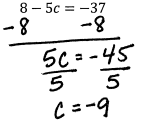 8 − 5c = −37
-8 -8
5c = -45
5 5
c = -9